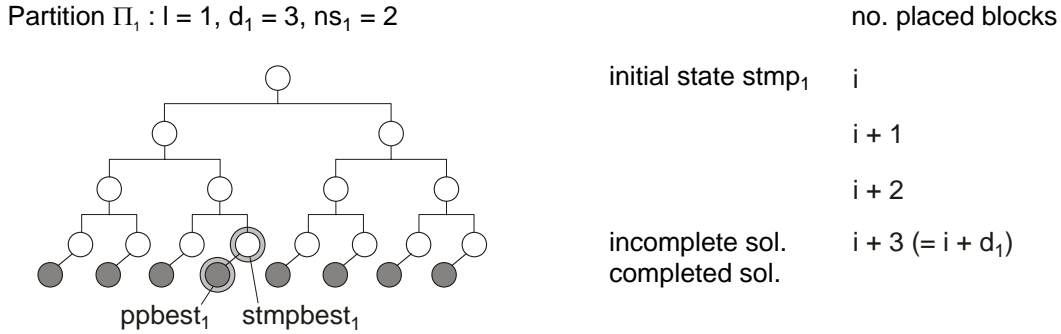 Partition Π₁ : l = 1, d₁ = 3, ns₁ = 2
no. placed blocks
initial state stmp₁ i
i + 1
i + 2
incomplete sol. i + 3 (= i + d₁)
completed sol.
ppbest₁ stmpbest₁